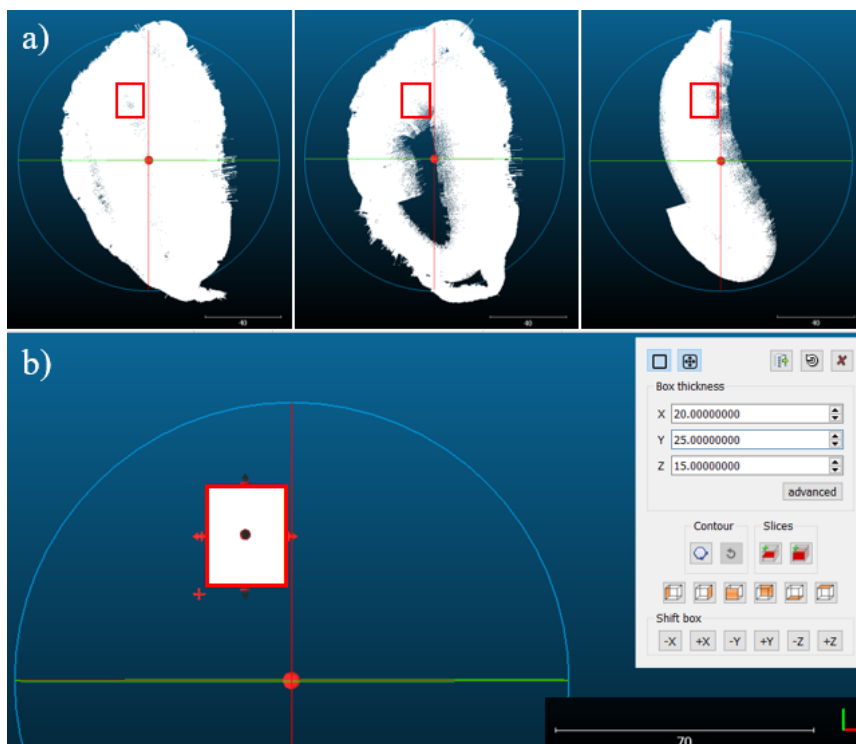 a)
40
40
40
b)
Box thickness
X 20.00000000
Y 25.00000000
Z 15.00000000
advanced
Contour Slices
Shift box
-X +X -Y +Y -Z +Z
70